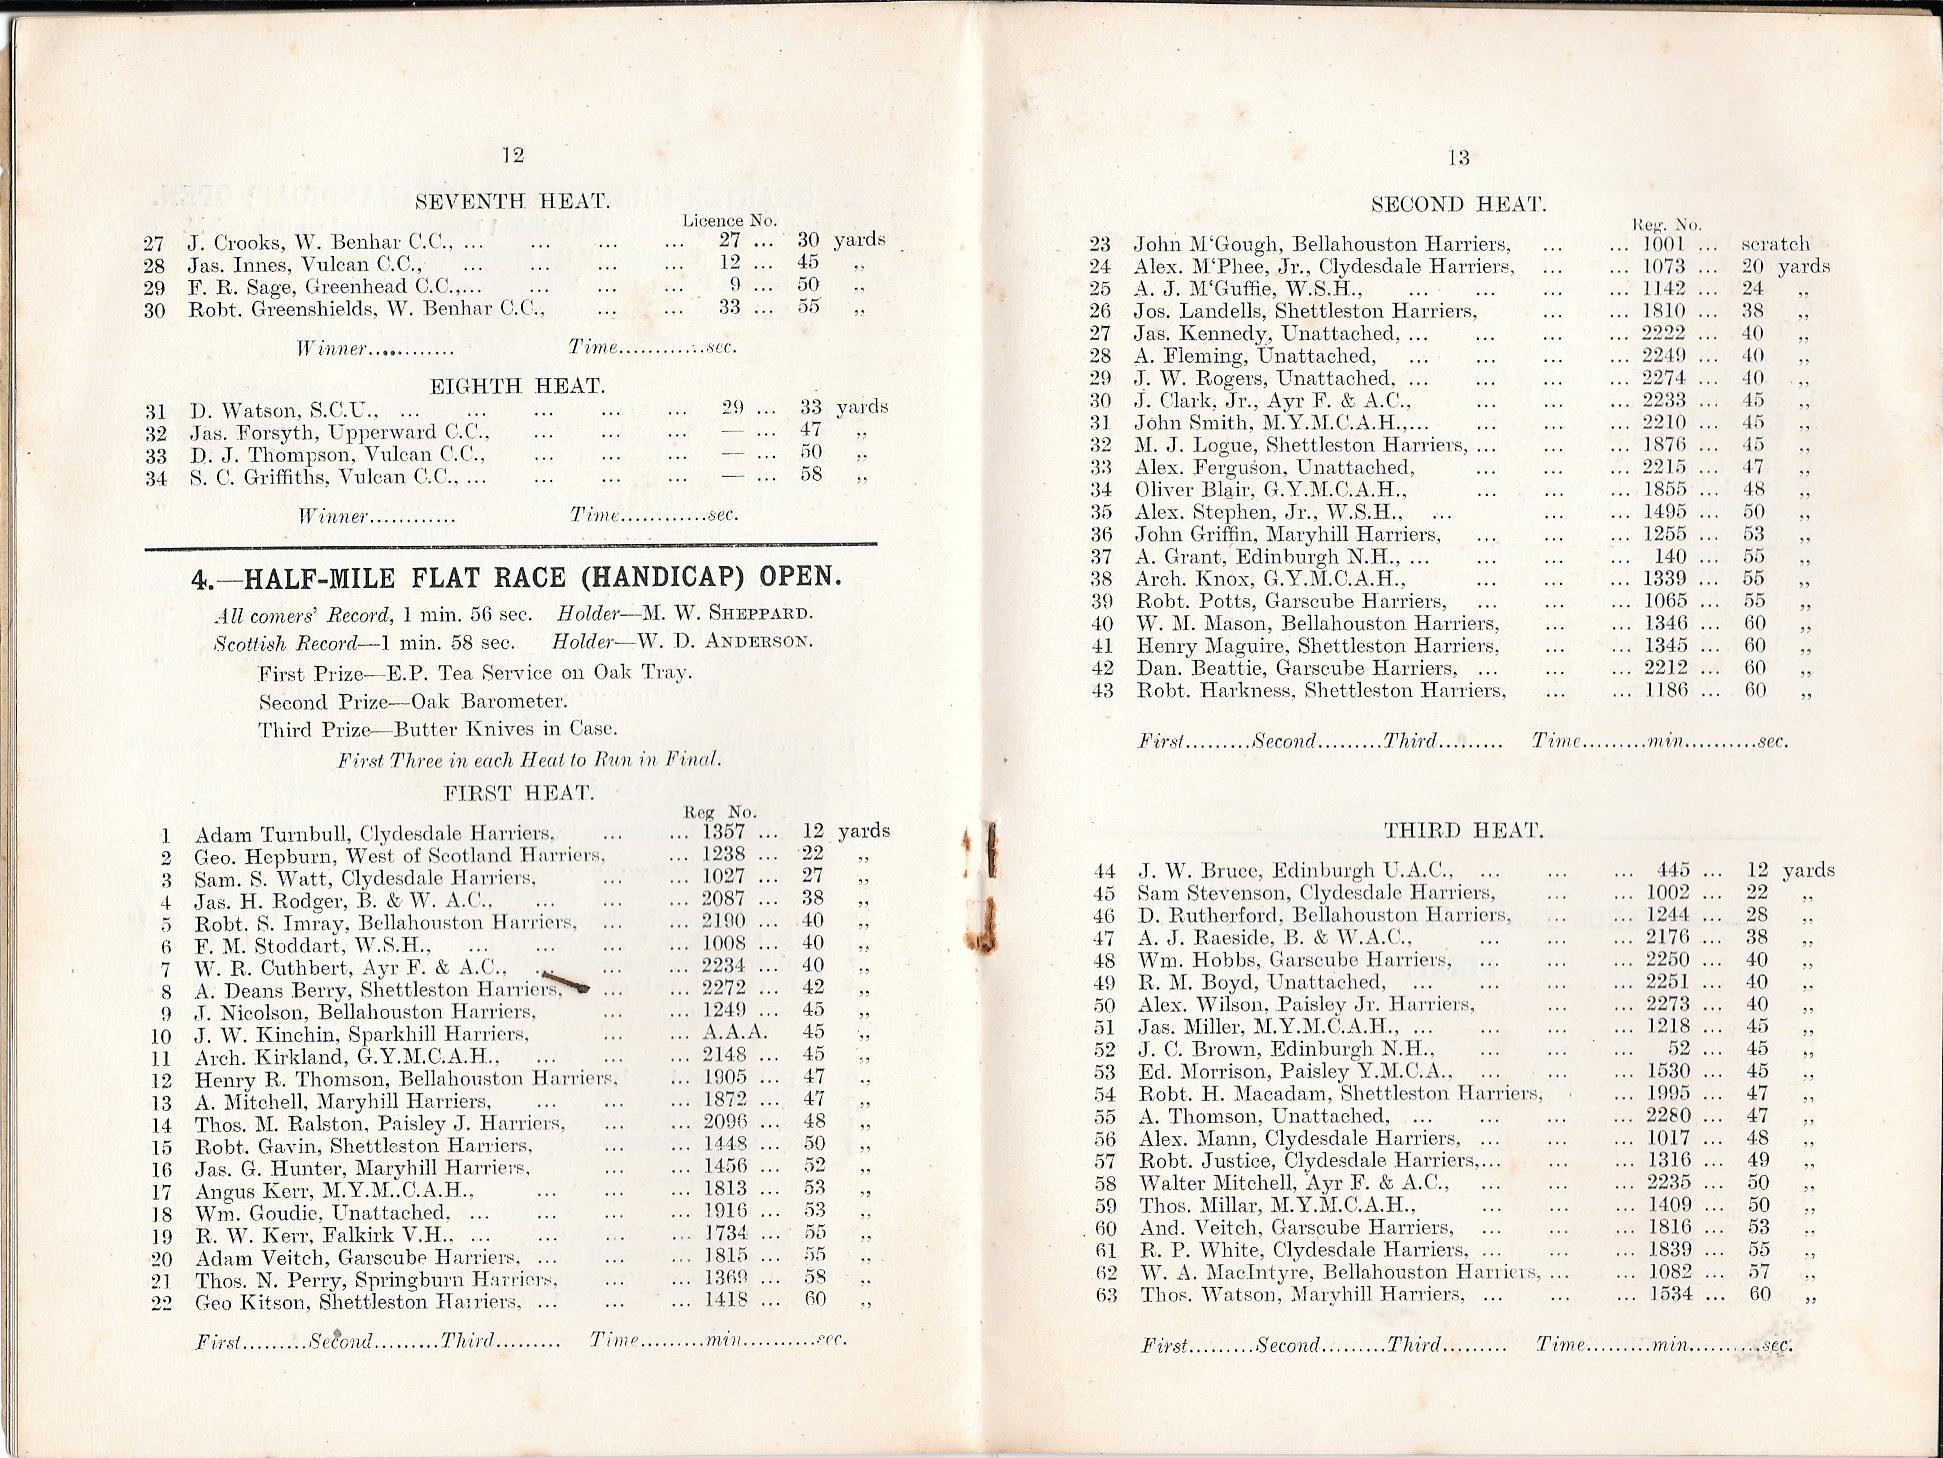 12
SEVENTH HEAT.
Licence No.
27 J. Crooks, W. Benhar C.C., ... ... ... ... 27 ... 30 yards
28 Jas. Innes, Vulcan C.C., ... ... ... ... 12 ... 45 ,,
29 F. R. Sage, Greenhead C.C.,... ... ... ... 9 ... 50 ,,
30 Robt. Greenshields, W. Benhar C.C., ... ... 33 ... 55 ,,
Winner............ Time............sec.
EIGHTH HEAT.
31 D. Watson, S.C.U., ... ... ... ... ... 29 ... 33 yards
32 Jas. Forsyth, Upperward C.C., ... ... ... — ... 47 ,,
33 D. J. Thompson, Vulcan C.C., ... ... ... — ... 50 ,,
34 S. C. Griffiths, Vulcan C.C., ... ... ... ... — ... 58 ,,
Winner............ Time............sec.
4.—HALF-MILE FLAT RACE (HANDICAP) OPEN.
All comers' Record, 1 min. 56 sec. Holder—M. W. SHEPPARD.
Scottish Record—1 min. 58 sec. Holder—W. D. ANDERSON.
First Prize—E.P. Tea Service on Oak Tray.
Second Prize—Oak Barometer.
Third Prize—Butter Knives in Case.
First Three in each Heat to Run in Final.
FIRST HEAT.
Reg No.
1 Adam Turnbull, Clydesdale Harriers, ... ... 1357 ... 12 yards
2 Geo. Hepburn, West of Scotland Harriers, ... 1238 ... 22 ,,
3 Sam. S. Watt, Clydesdale Harriers, ... ... 1027 ... 27 ,,
4 Jas. H. Rodger, B. & W. A.C., ... ... ... 2087 ... 38 ,,
5 Robt. S. Imray, Bellahouston Harriers, ... ... 2190 ... 40 ,,
6 F. M. Stoddart, W.S.H., ... ... ... ... 1008 ... 40 ,,
7 W. R. Cuthbert, Ayr F. & A.C., ... ... ... 2234 ... 40 ,,
8 A. Deans Berry, Shettleston Harriers, ... ... 2272 ... 42 ,,
9 J. Nicolson, Bellahouston Harriers, ... ... 1249 ... 45 ,,
10 J. W. Kinchin, Sparkhill Harriers, ... ... A.A.A. 45 ,,
11 Arch. Kirkland, G.Y.M.C.A.H., ... ... ... 2148 ... 45 ,,
12 Henry R. Thomson, Bellahouston Harriers, ... 1905 ... 47 ,,
13 A. Mitchell, Maryhill Harriers, ... ... ... 1872 ... 47 ,,
14 Thos. M. Ralston, Paisley J. Harriers, ... ... 2096 ... 48 ,,
15 Robt. Gavin, Shettleston Harriers, ... ... 1448 ... 50 ,,
16 Jas. G. Hunter, Maryhill Harriers, ... ... 1456 ... 52 ,,
17 Angus Kerr, M.Y.M..C.A.H., ... ... ... 1813 ... 53 ,,
18 Wm. Goudie, Unattached, ... ... ... ... 1916 ... 53 ,,
19 R. W. Kerr, Falkirk V.H., ... ... ... ... 1734 ... 55 ,,
20 Adam Veitch, Garscube Harriers, ... ... ... 1815 ... 55 ,,
21 Thos. N. Perry, Springburn Harriers, ... ... 1369 ... 58 ,,
22 Geo Kitson, Shettleston Harriers, ... ... ... 1418 ... 60 ,,
First.........Second.........Third......... Time.........min..........sec.
13
SECOND HEAT.
Reg. No.
23 John M'Gough, Bellahouston Harriers, ... ... 1001 ... scratch
24 Alex. M'Phee, Jr., Clydesdale Harriers, ... ... 1073 ... 20 yards
25 A. J. M'Guffie, W.S.H., ... ... ... ... 1142 ... 24 ,,
26 Jos. Landells, Shettleston Harriers, ... ... 1810 ... 38 ,,
27 Jas. Kennedy, Unattached, ... ... ... ... 2222 ... 40 ,,
28 A. Fleming, Unattached, ... ... ... ... 2249 ... 40 ,,
29 J. W. Rogers, Unattached, ... ... ... ... 2274 ... 40 ,,
30 J. Clark, Jr., Ayr F. & A.C., ... ... ... 2233 ... 45 ,,
31 John Smith, M.Y.M.C.A.H.,... ... ... ... 2210 ... 45 ,,
32 M. J. Logue, Shettleston Harriers, ... ... ... 1876 ... 45 ,,
33 Alex. Ferguson, Unattached, ... ... ... 2215 ... 47 ,,
34 Oliver Blair, G.Y.M.C.A.H., ... ... ... 1855 ... 48 ,,
35 Alex. Stephen, Jr., W.S.H., ... ... ... 1495 ... 50 ,,
36 John Griffin, Maryhill Harriers, ... ... ... 1255 ... 53 ,,
37 A. Grant, Edinburgh N.H., ... ... ... ... 140 ... 55 ,,
38 Arch. Knox, G.Y.M.C.A.H., ... ... ... 1339 ... 55 ,,
39 Robt. Potts, Garscube Harriers, ... ... ... 1065 ... 55 ,,
40 W. M. Mason, Bellahouston Harriers, ... ... 1346 ... 60 ,,
41 Henry Maguire, Shettleston Harriers, ... ... 1345 ... 60 ,,
42 Dan. Beattie, Garscube Harriers, ... ... ... 2212 ... 60 ,,
43 Robt. Harkness, Shettleston Harriers, ... ... 1186 ... 60 ,,
First.........Second.........Third......... Time.........min..........sec.
THIRD HEAT.
44 J. W. Bruce, Edinburgh U.A.C., ... ... ... 445 ... 12 yards
45 Sam Stevenson, Clydesdale Harriers, ... ... 1002 ... 22 ,,
46 D. Rutherford, Bellahouston Harriers, ... ... 1244 ... 28 ,,
47 A. J. Raeside, B. & W.A.C., ... ... ... 2176 ... 38 ,,
48 Wm. Hobbs, Garscube Harriers, ... ... ... 2250 ... 40 ,,
49 R. M. Boyd, Unattached, ... ... ... ... 2251 ... 40 ,,
50 Alex. Wilson, Paisley Jr. Harriers, ... ... 2273 ... 40 ,,
51 Jas. Miller, M.Y.M.C.A.H., ... ... ... ... 1218 ... 45 ,,
52 J. C. Brown, Edinburgh N.H., ... ... ... 52 ... 45 ,,
53 Ed. Morrison, Paisley Y.M.C.A., ... ... ... 1530 ... 45 ,,
54 Robt. H. Macadam, Shettleston Harriers, ... 1995 ... 47 ,,
55 A. Thomson, Unattached, ... ... ... ... 2280 ... 47 ,,
56 Alex. Mann, Clydesdale Harriers, ... ... ... 1017 ... 48 ,,
57 Robt. Justice, Clydesdale Harriers,... ... ... 1316 ... 49 ,,
58 Walter Mitchell, Ayr F. & A.C., ... ... ... 2235 ... 50 ,,
59 Thos. Millar, M.Y.M.C.A.H., ... ... ... 1409 ... 50 ,,
60 And. Veitch, Garscube Harriers, ... ... ... 1816 ... 53 ,,
61 R. P. White, Clydesdale Harriers, ... ... ... 1839 ... 55 ,,
62 W. A. MacIntyre, Bellahouston Harriers, ... ... 1082 ... 57 ,,
63 Thos. Watson, Maryhill Harriers, ... ... ... 1534 ... 60 ,,
First.........Second.........Third......... Time.........min..........sec.